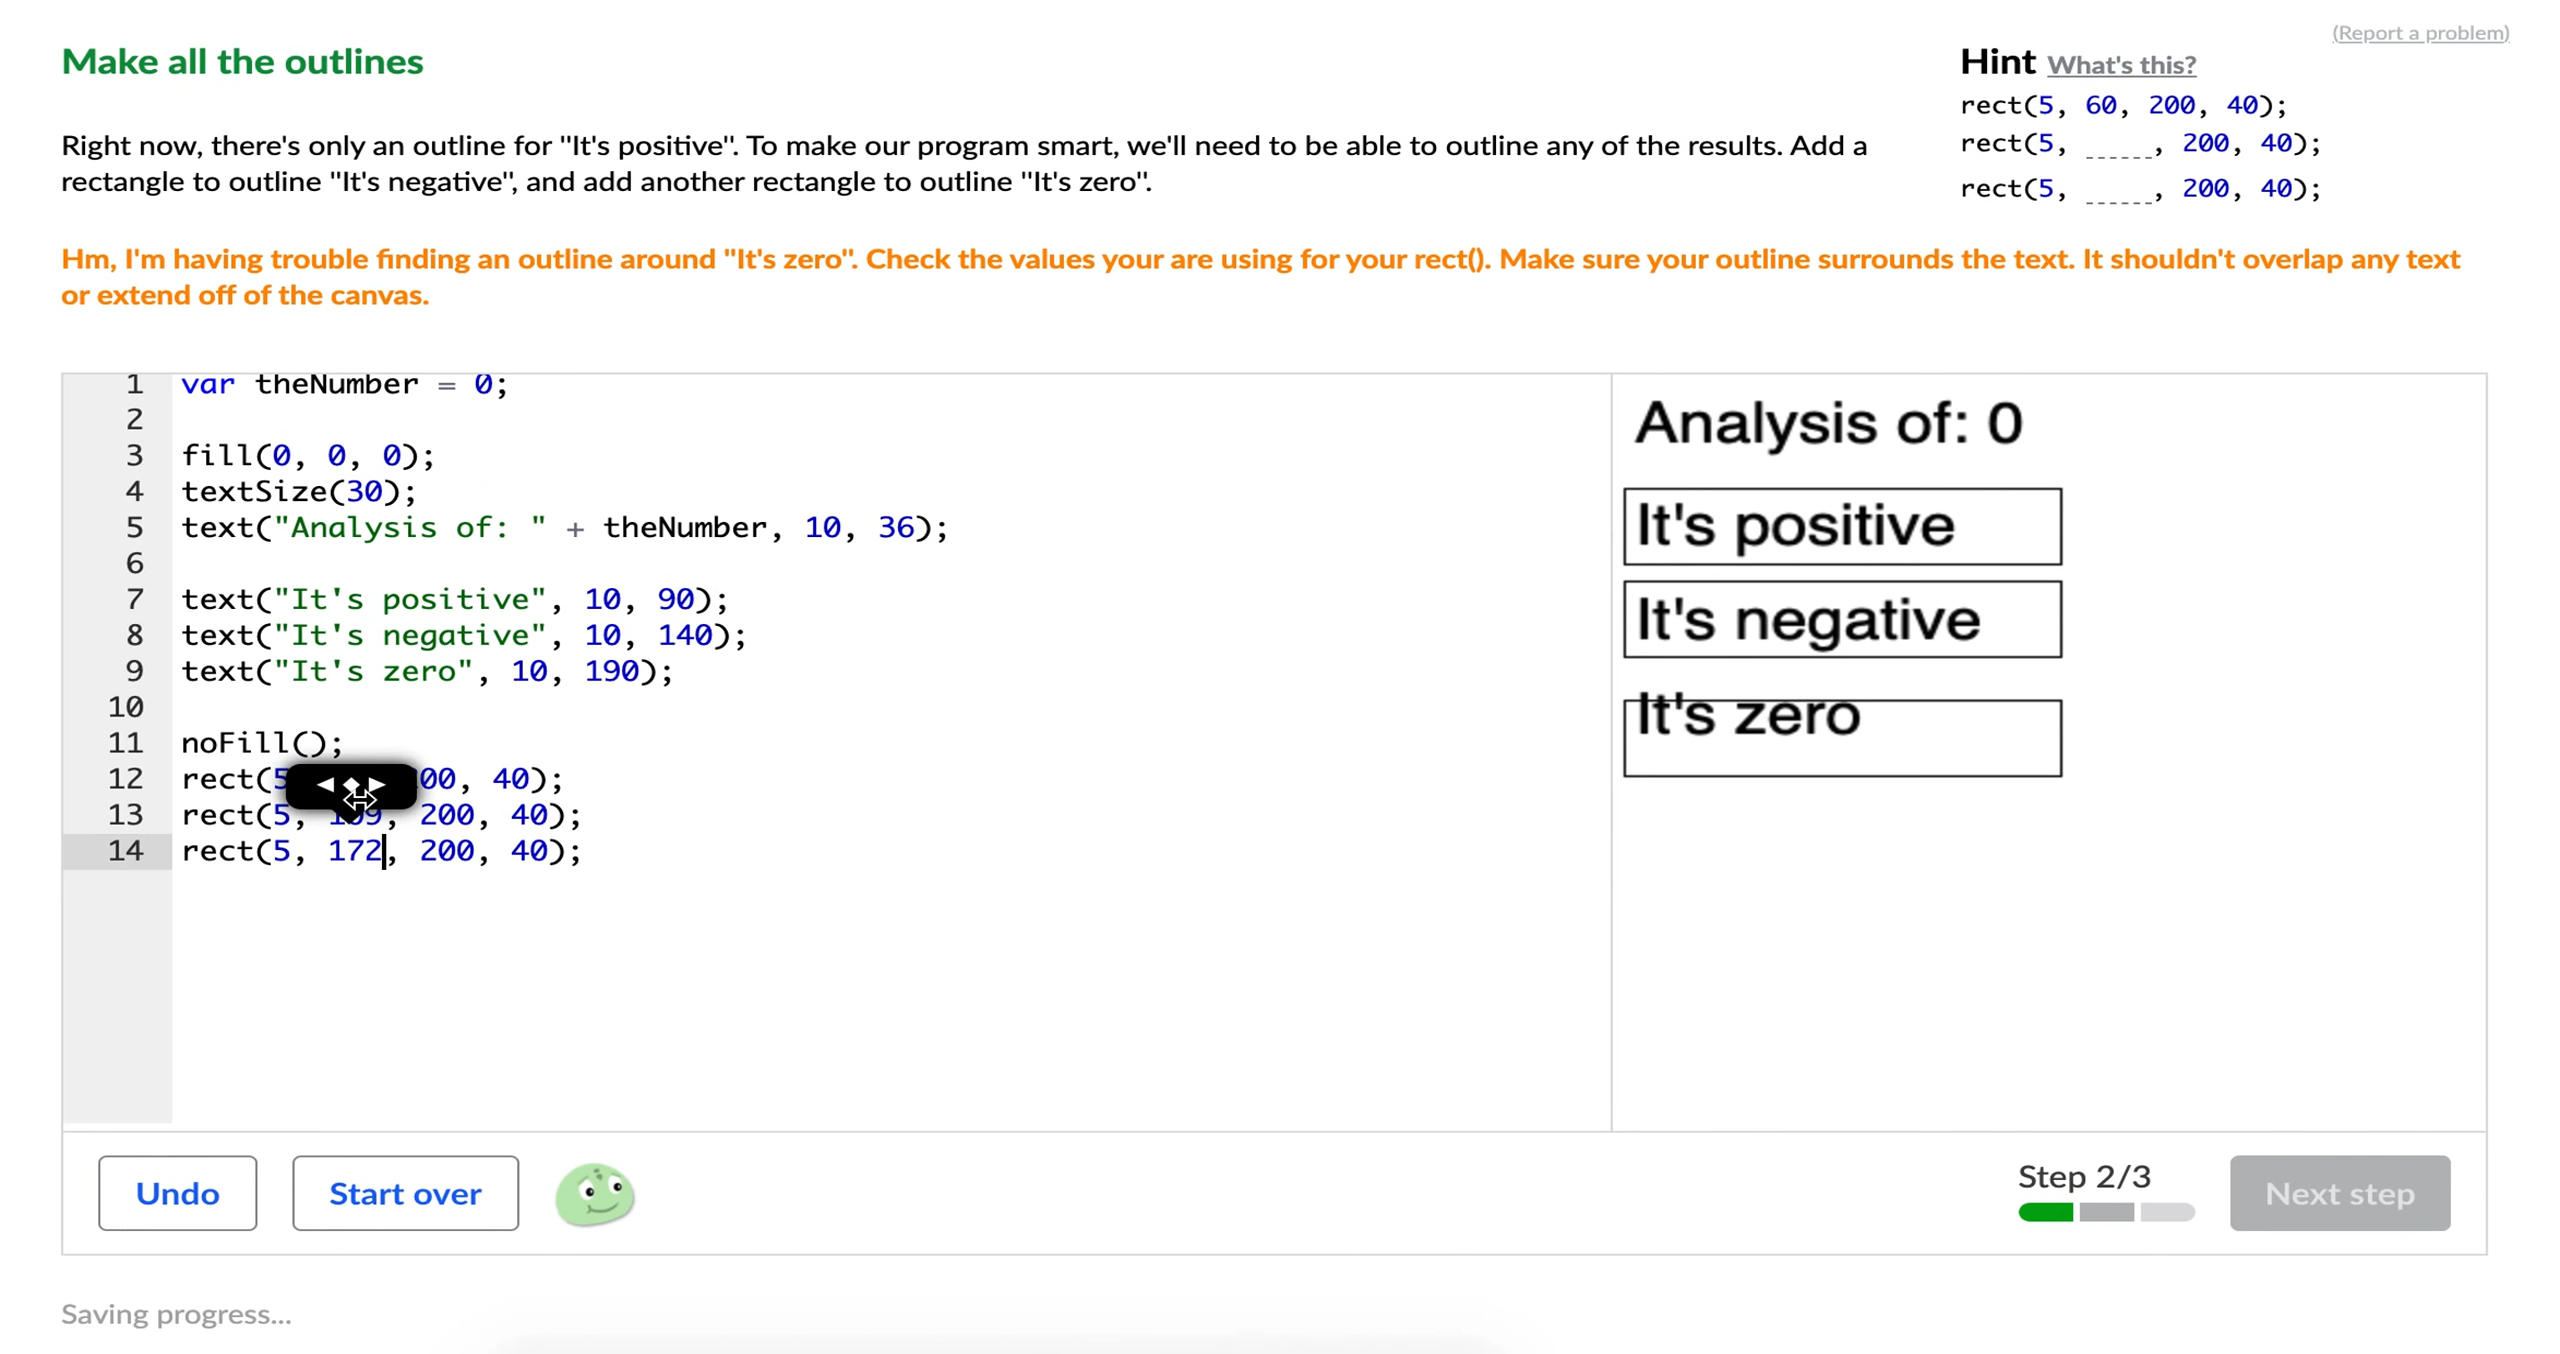 (Report a problem)
Make all the outlines
Hint What's this?
rect(5, 60, 200, 40);
rect(5, ______, 200, 40);
rect(5, ______, 200, 40);
Right now, there's only an outline for "It's positive". To make our program smart, we'll need to be able to outline any of the results. Add a
rectangle to outline "It's negative", and add another rectangle to outline "It's zero".
Hm, I'm having trouble finding an outline around "It's zero". Check the values your are using for your rect(). Make sure your outline surrounds the text. It shouldn't overlap any text
or extend off of the canvas.
1 var theNumber = 0;
2
3 fill(0, 0, 0);
4 textSize(30);
5 text("Analysis of: " + theNumber, 10, 36);
6
7 text("It's positive", 10, 90);
8 text("It's negative", 10, 140);
9 text("It's zero", 10, 190);
10
11 noFill();
12 rect(5 00, 40);
13 rect(5, 109, 200, 40);
14 rect(5, 172, 200, 40);
Analysis of: 0
It's positive
It's negative
It's zero
Undo
Start over
Step 2/3
Next step
Saving progress...